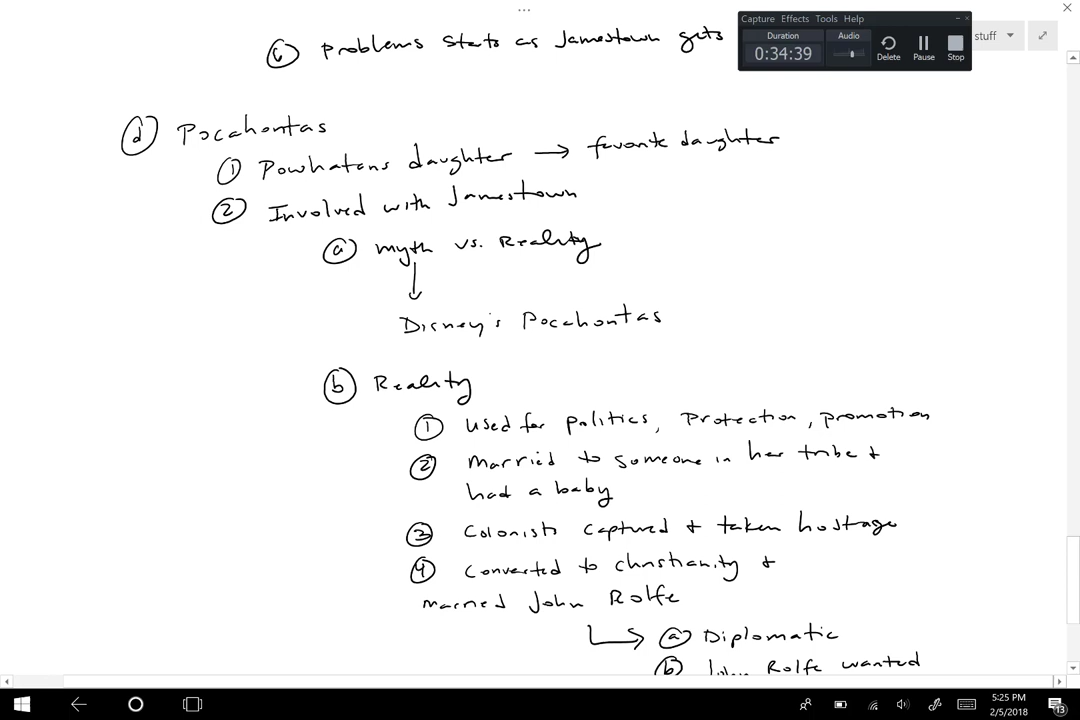 ...
Capture Effects Tools Help
Duration
0:34:39
Audio
Delete
Pause
Stop
stuff
c Problems starts as Jamestown gets
d Pocahontas
1 Powhatans daughter → favorite daughter
2 Involved with Jamestown
a Myth vs. Reality
Disney's Pocahontas
b Reality
1 Used for politics, Protection, promotion
2 Married to someone in her tribe +
had a baby
3 Colonists captured + taken hostage
4 Converted to christianity +
married John Rolfe
a Diplomatic
b John Rolfe wanted
5:25 PM
2/5/2018
13